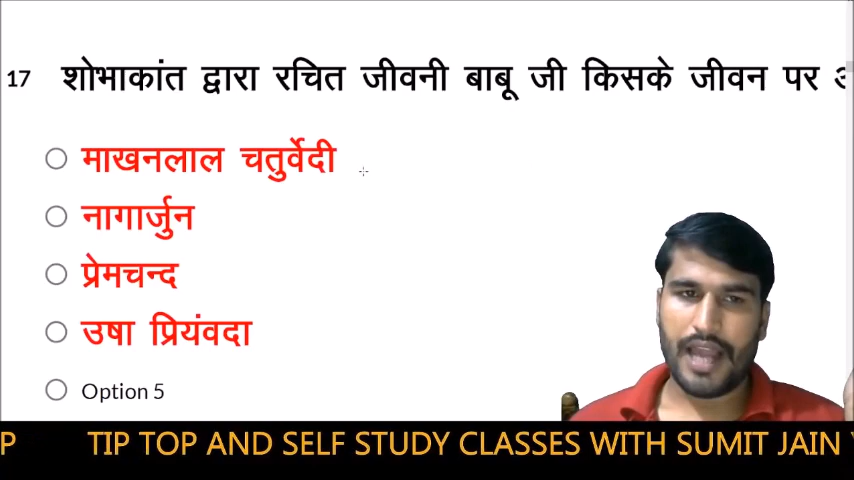 17 शोभाकांत द्वारा रचित जीवनी बाबू जी किसके जीवन पर
माखनलाल चतुर्वेदी
नागार्जुन
प्रेमचन्द
उषा प्रियंवदा
Option 5
P TIP TOP AND SELF STUDY CLASSES WITH SUMIT JAIN